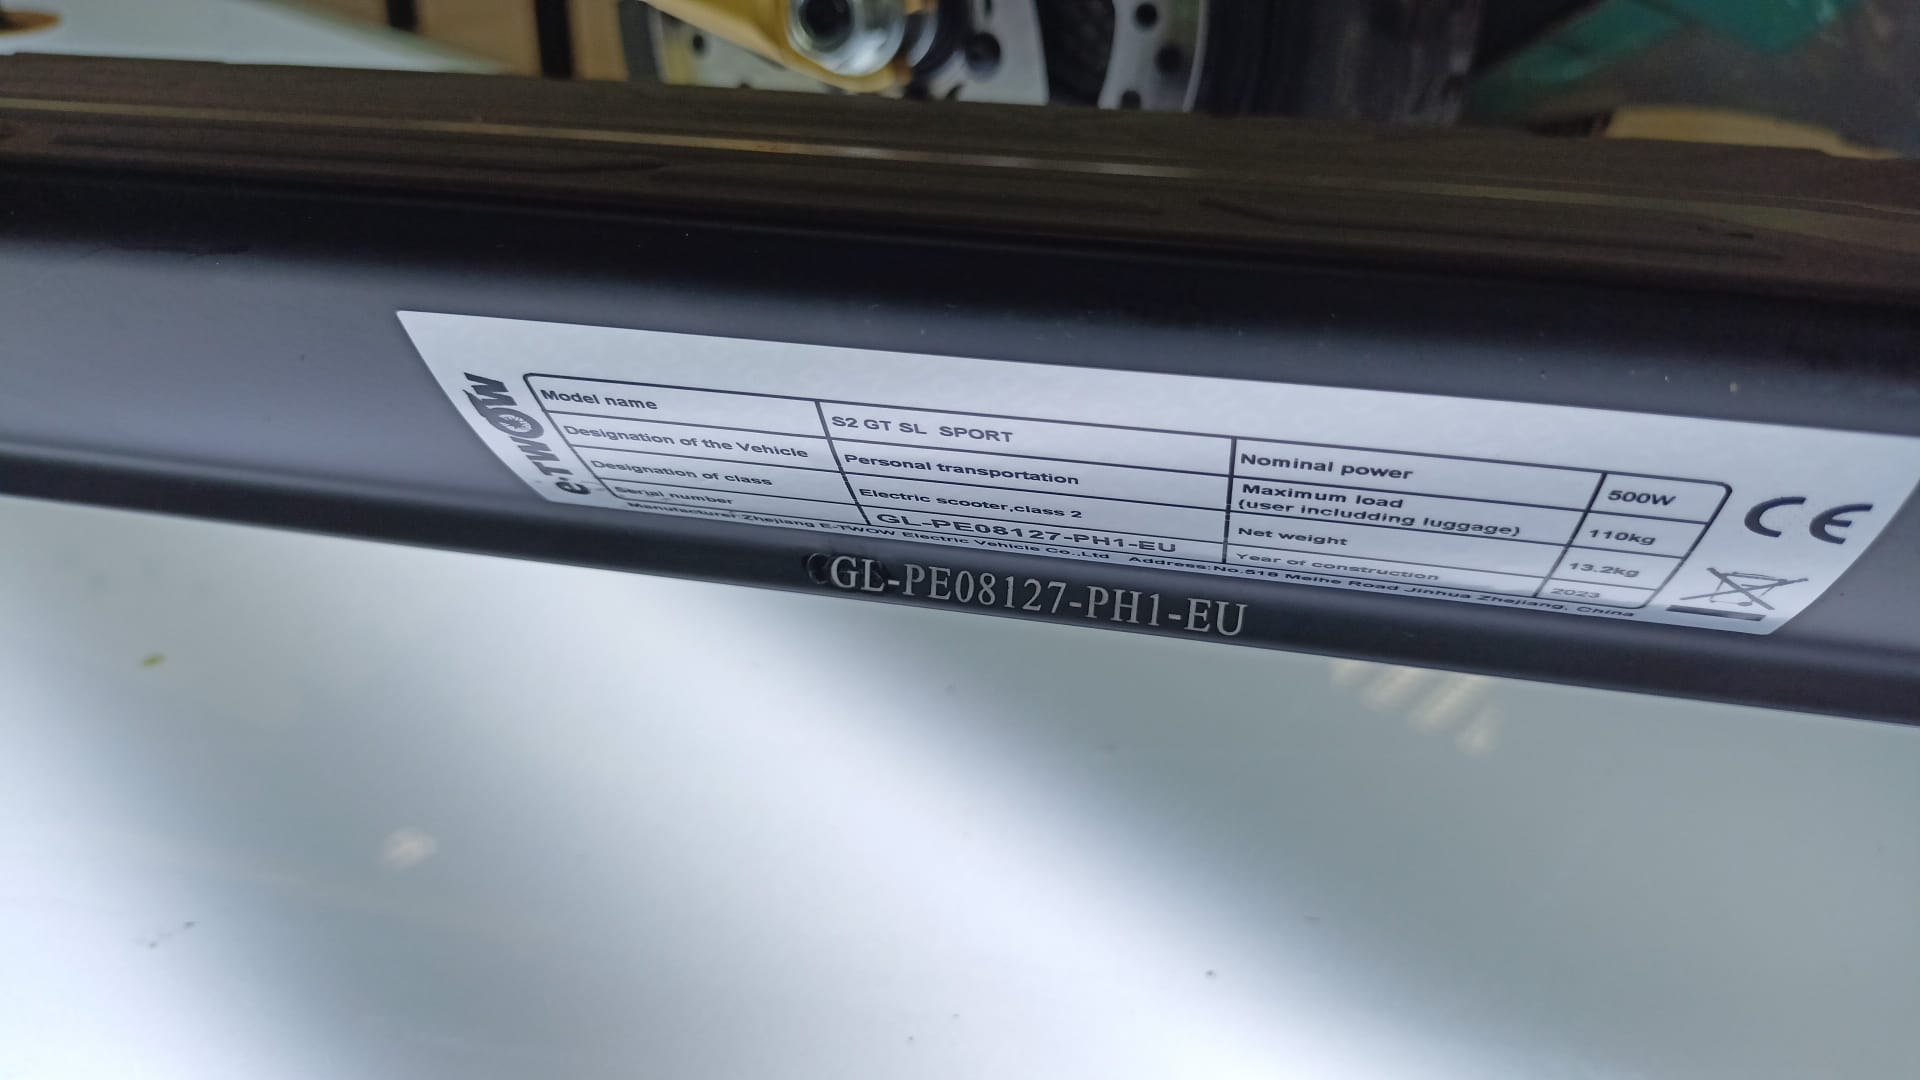 e-TWOW
Model name S2 GT SL SPORT Nominal power 500W
Designation of the Vehicle Personal transportation Maximum load (user includding luggage) 110kg
Designation of class Electric scooter,class 2 Net weight 13.2kg
Serial number GL-PE08127-PH1-EU Year of construction 2023
Manufacturer:Zhejiang E-TWOW Electric Vehicle Co.,Ltd Address:No.518 Meihe Road Jinhua Zhejiang, China
CE
GL-PE08127-PH1-EU